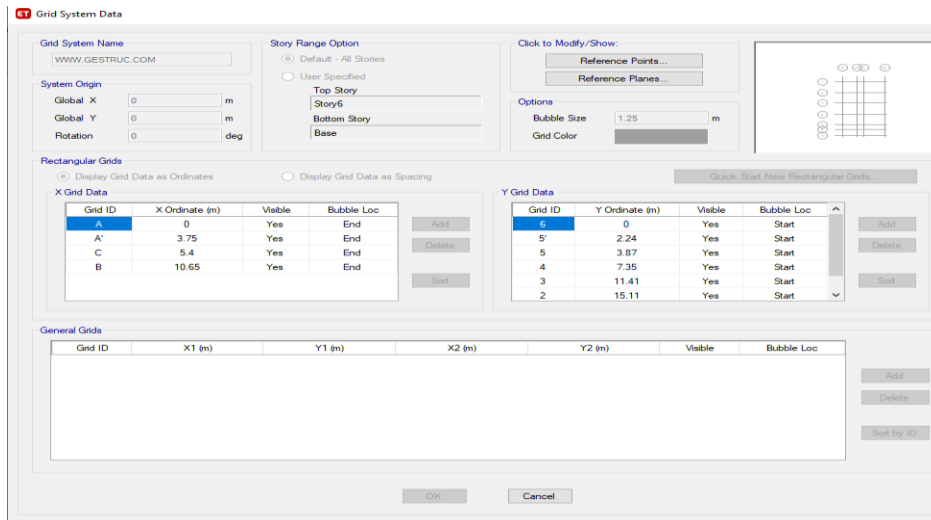 ET Grid System Data
Grid System Name
WWW.GESTRUC.COM
System Origin
Global X 0 m
Global Y 0 m
Rotation 0 deg
Story Range Option
Default - All Stories
User Specified
Top Story
Story6
Bottom Story
Base
Click to Modify/Show:
Reference Points...
Reference Planes...
Options
Bubble Size 1.25 m
Grid Color
Rectangular Grids
Display Grid Data as Ordinates Display Grid Data as Spacing Quick Start New Rectangular Grids...
X Grid Data
Grid ID X Ordinate (m) Visible Bubble Loc
A 0 Yes End
A' 3.75 Yes End
C 5.4 Yes End
B 10.65 Yes End
Add
Delete
Sort
Y Grid Data
Grid ID Y Ordinate (m) Visible Bubble Loc
6 0 Yes Start
5' 2.24 Yes Start
5 3.87 Yes Start
4 7.35 Yes Start
3 11.41 Yes Start
2 15.11 Yes Start
Add
Delete
Sort
General Grids
Grid ID X1 (m) Y1 (m) X2 (m) Y2 (m) Visible Bubble Loc
Add
Delete
Sort by ID
OK Cancel